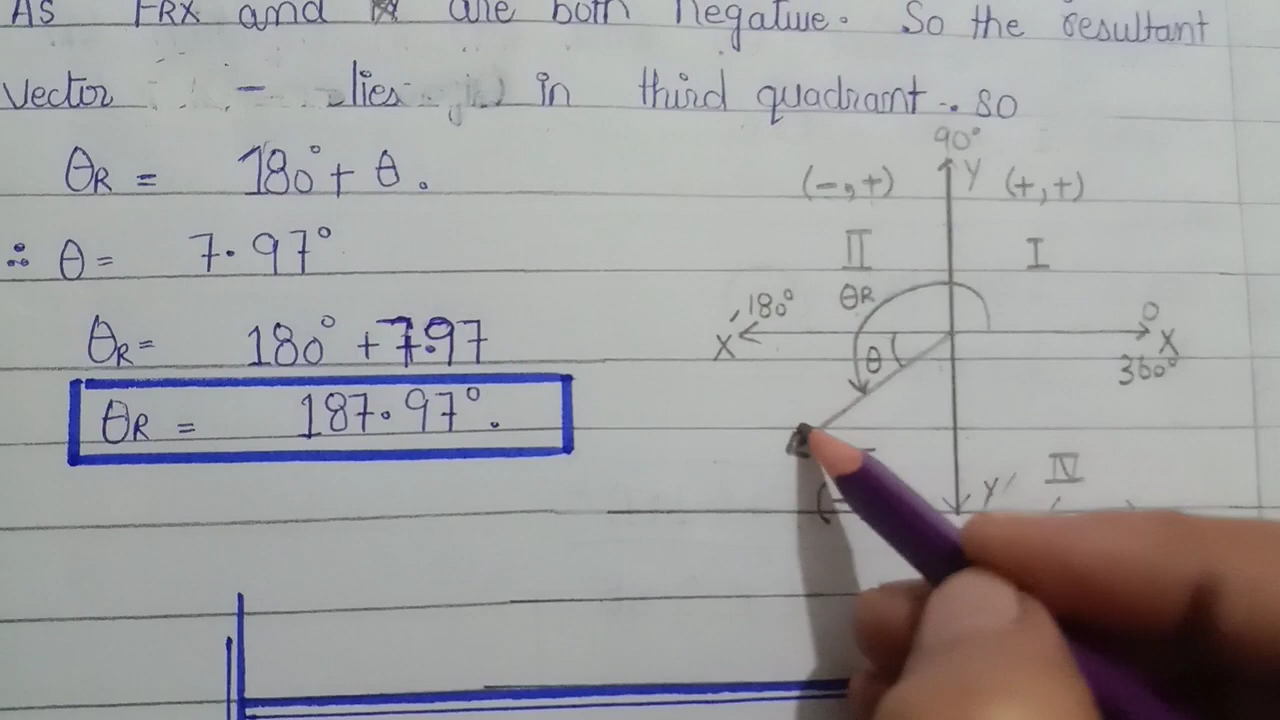 As FRX and are both negative. So the resultant
vector - lies in third quadrant. so
θR = 180° + θ.
∴ θ = 7.97°
θR = 180° + 7.97
θR = 187.97°.
90°
Y
(-,+) (+,+)
II I
θR
180° 0
X X
360°
θ
IV
Y'